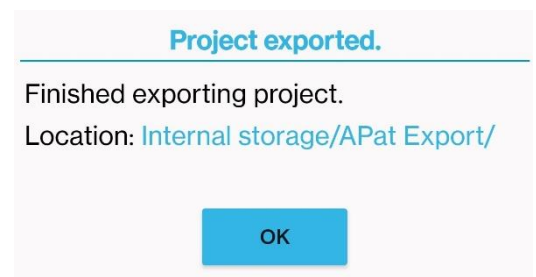 Project exported.
Finished exporting project.
Location: Internal storage/APat Export/
OK